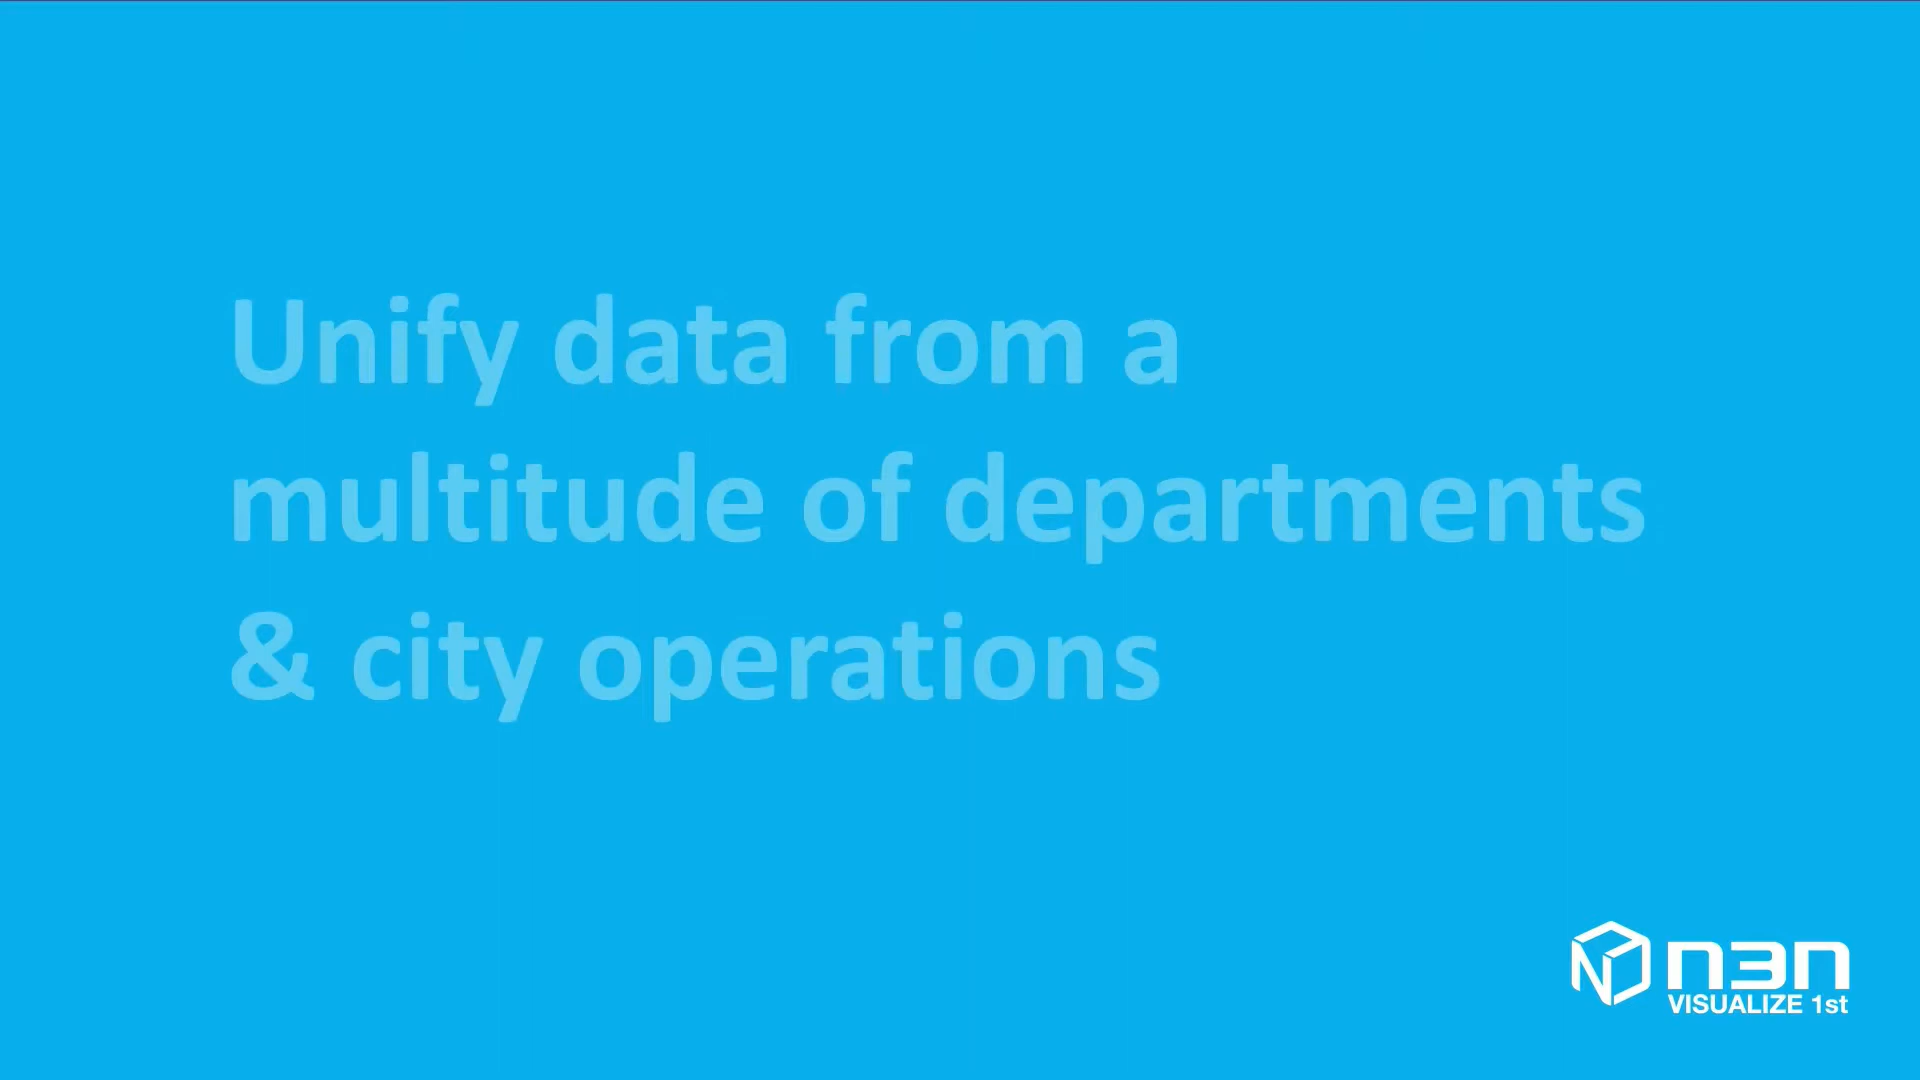 Unify data from a
multitude of departments
& city operations
n3n
VISUALIZE 1st